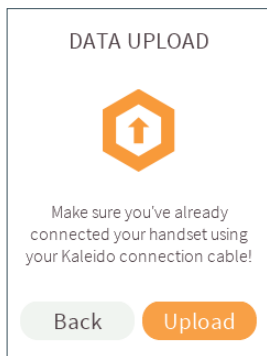 DATA UPLOAD
Make sure you've already
connected your handset using
your Kaleido connection cable!
Back
Upload